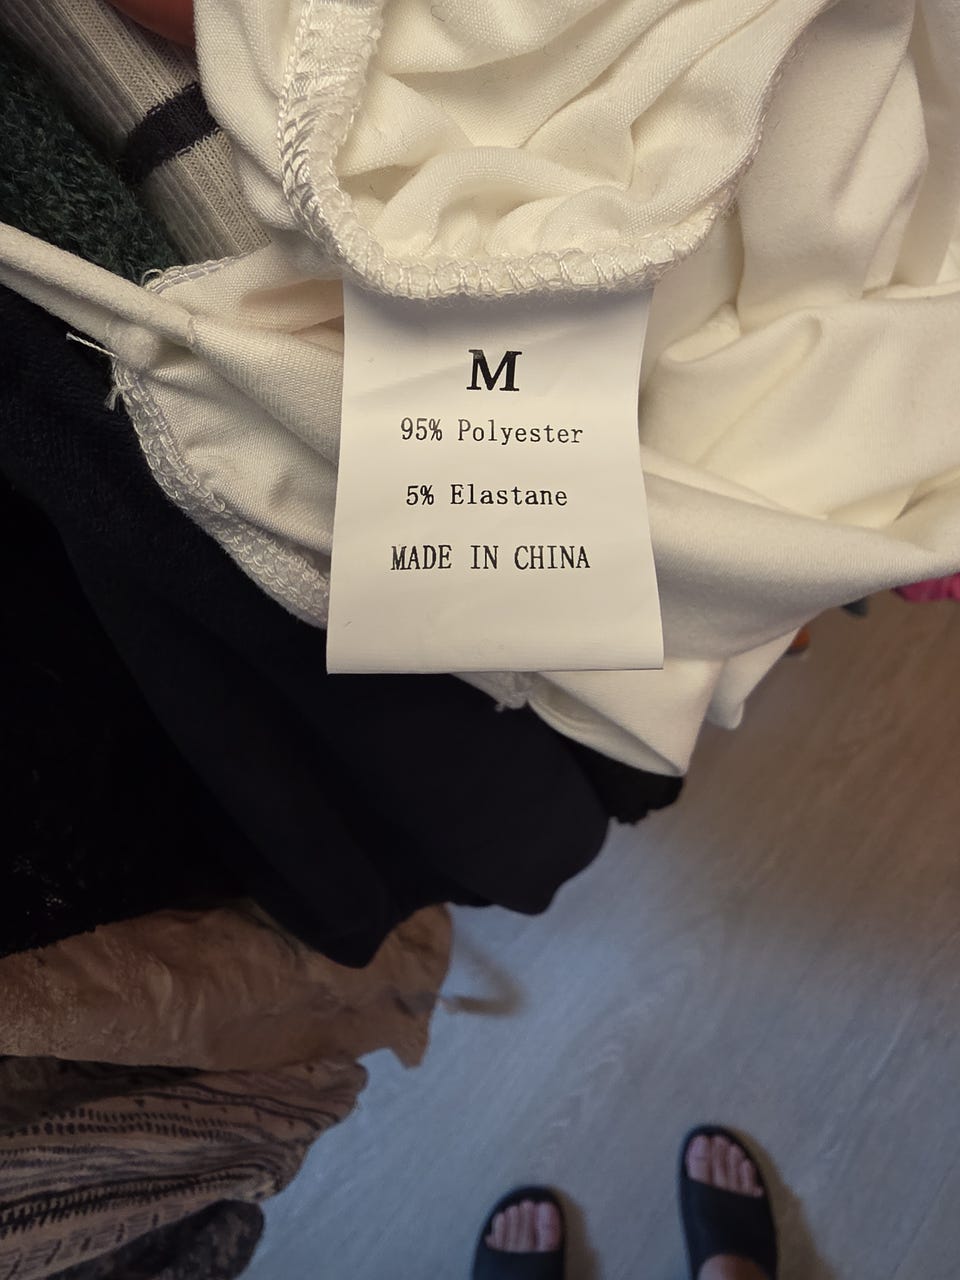 M
95% Polyester
5% Elastane
MADE IN CHINA